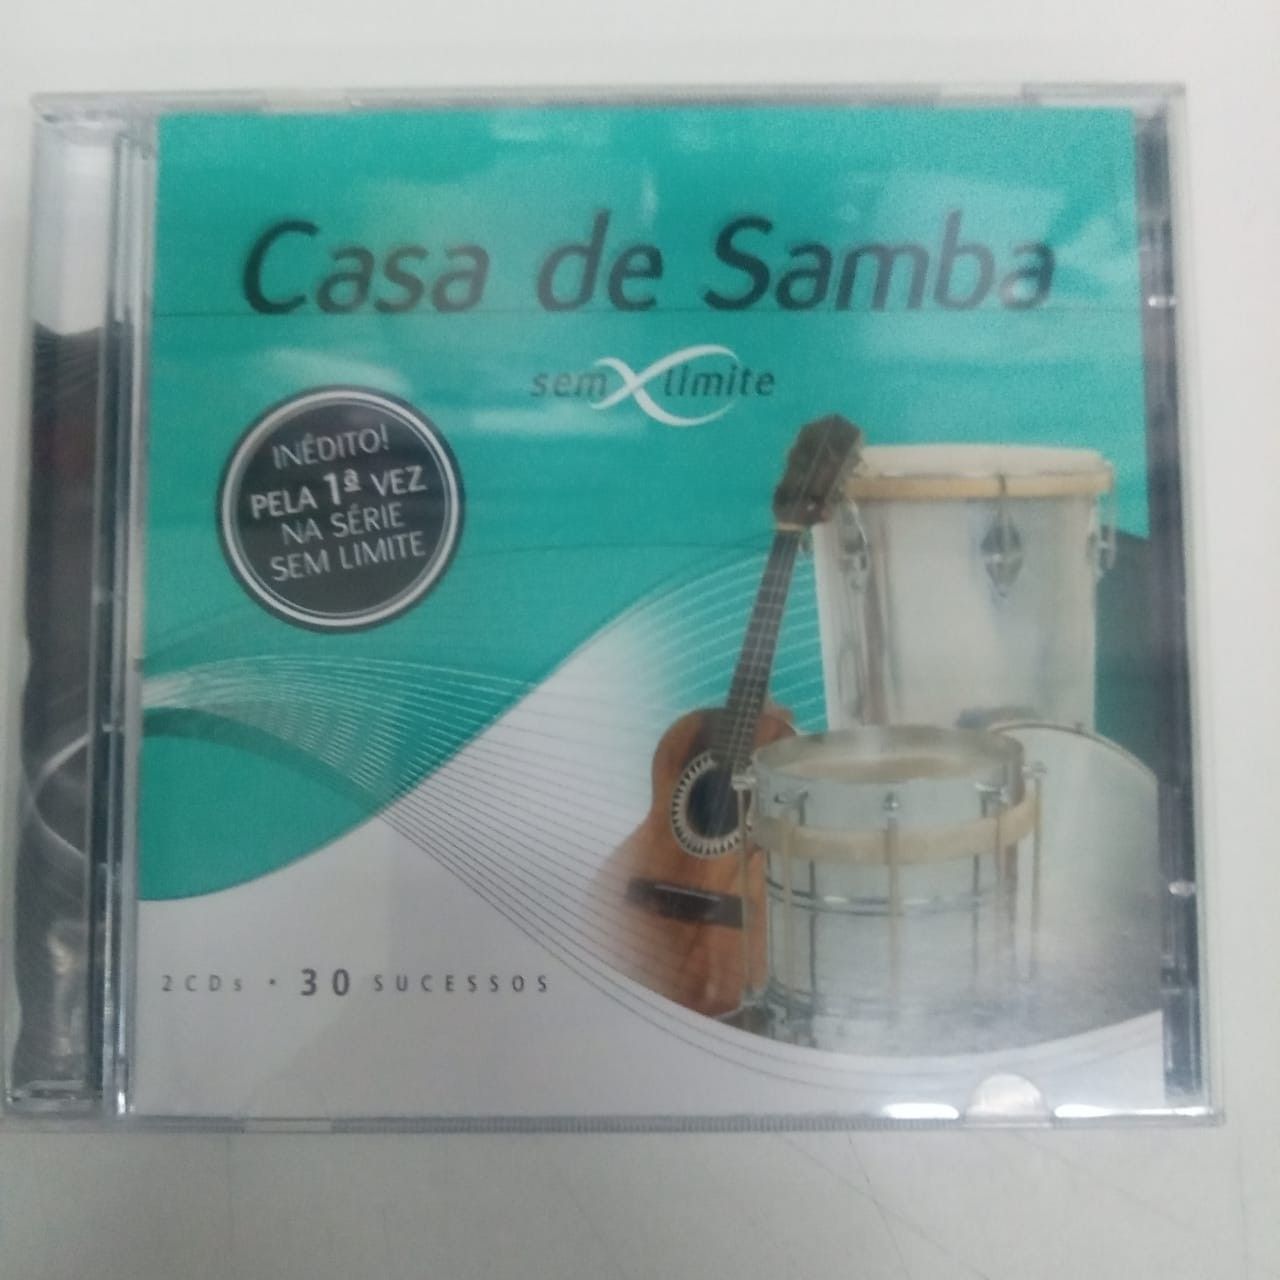 Casa de Samba
sem limite
INÉDITO!
PELA 1ª VEZ
NA SÉRIE
SEM LIMITE
2CDs • 30 SUCESSOS